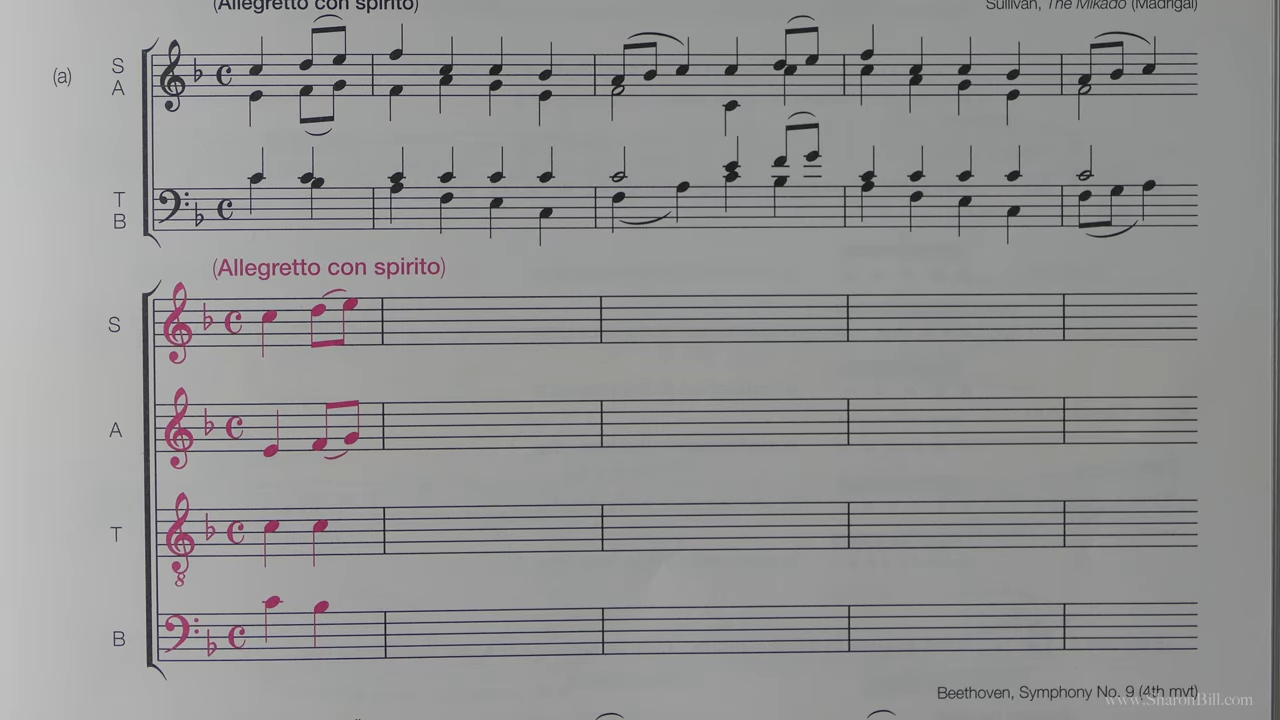 (Allegretto con spirito)
Sullivan, The Mikado (Madrigal)
(a)
S
A
T
B
(Allegretto con spirito)
S
A
T
8
B
Beethoven, Symphony No. 9 (4th mvt)
www.SharonBill.com